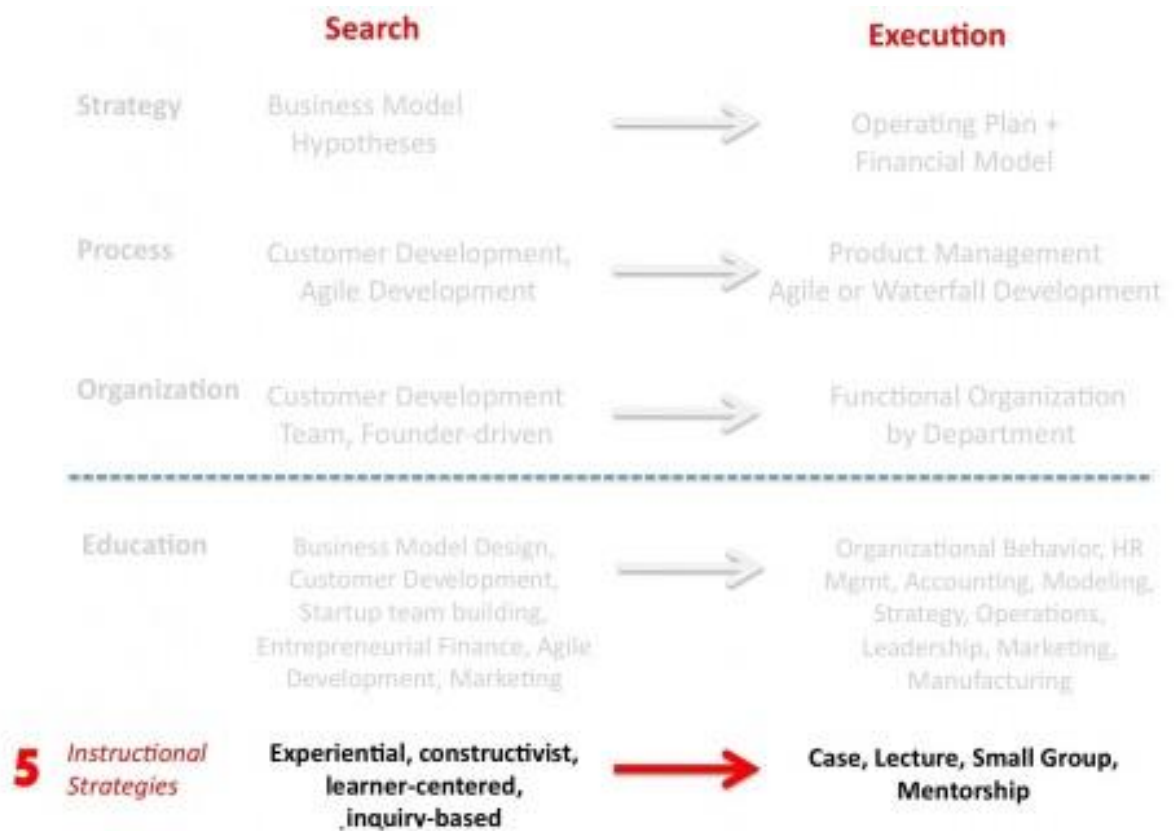 Search
Execution
Strategy
Business Model
Hypotheses
Operating Plan +
Financial Model
Process
Customer Development,
Agile Development
Product Management
Agile or Waterfall Development
Organization
Customer Development
Team, Founder-driven
Functional Organization
by Department
Education
Business Model Design,
Customer Development,
Startup team building,
Entrepreneurial Finance, Agile
Development, Marketing
Organizational Behavior, HR
Mgmt, Accounting, Modeling,
Strategy, Operations,
Leadership, Marketing,
Manufacturing
5
Instructional
Strategies
Experiential, constructivist,
learner-centered,
inquiry-based
Case, Lecture, Small Group,
Mentorship